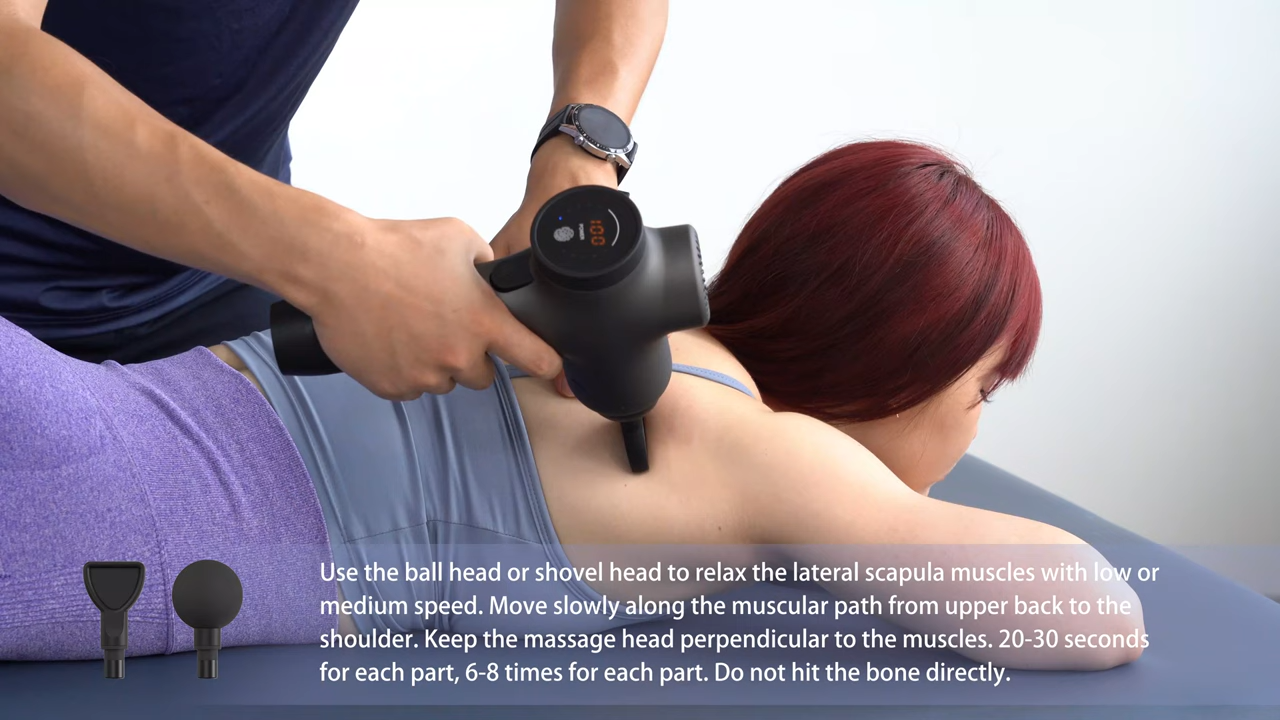 001
Use the ball head or shovel head to relax the lateral scapula muscles with low or
medium speed. Move slowly along the muscular path from upper back to the
shoulder. Keep the massage head perpendicular to the muscles. 20-30 seconds
for each part, 6-8 times for each part. Do not hit the bone directly.